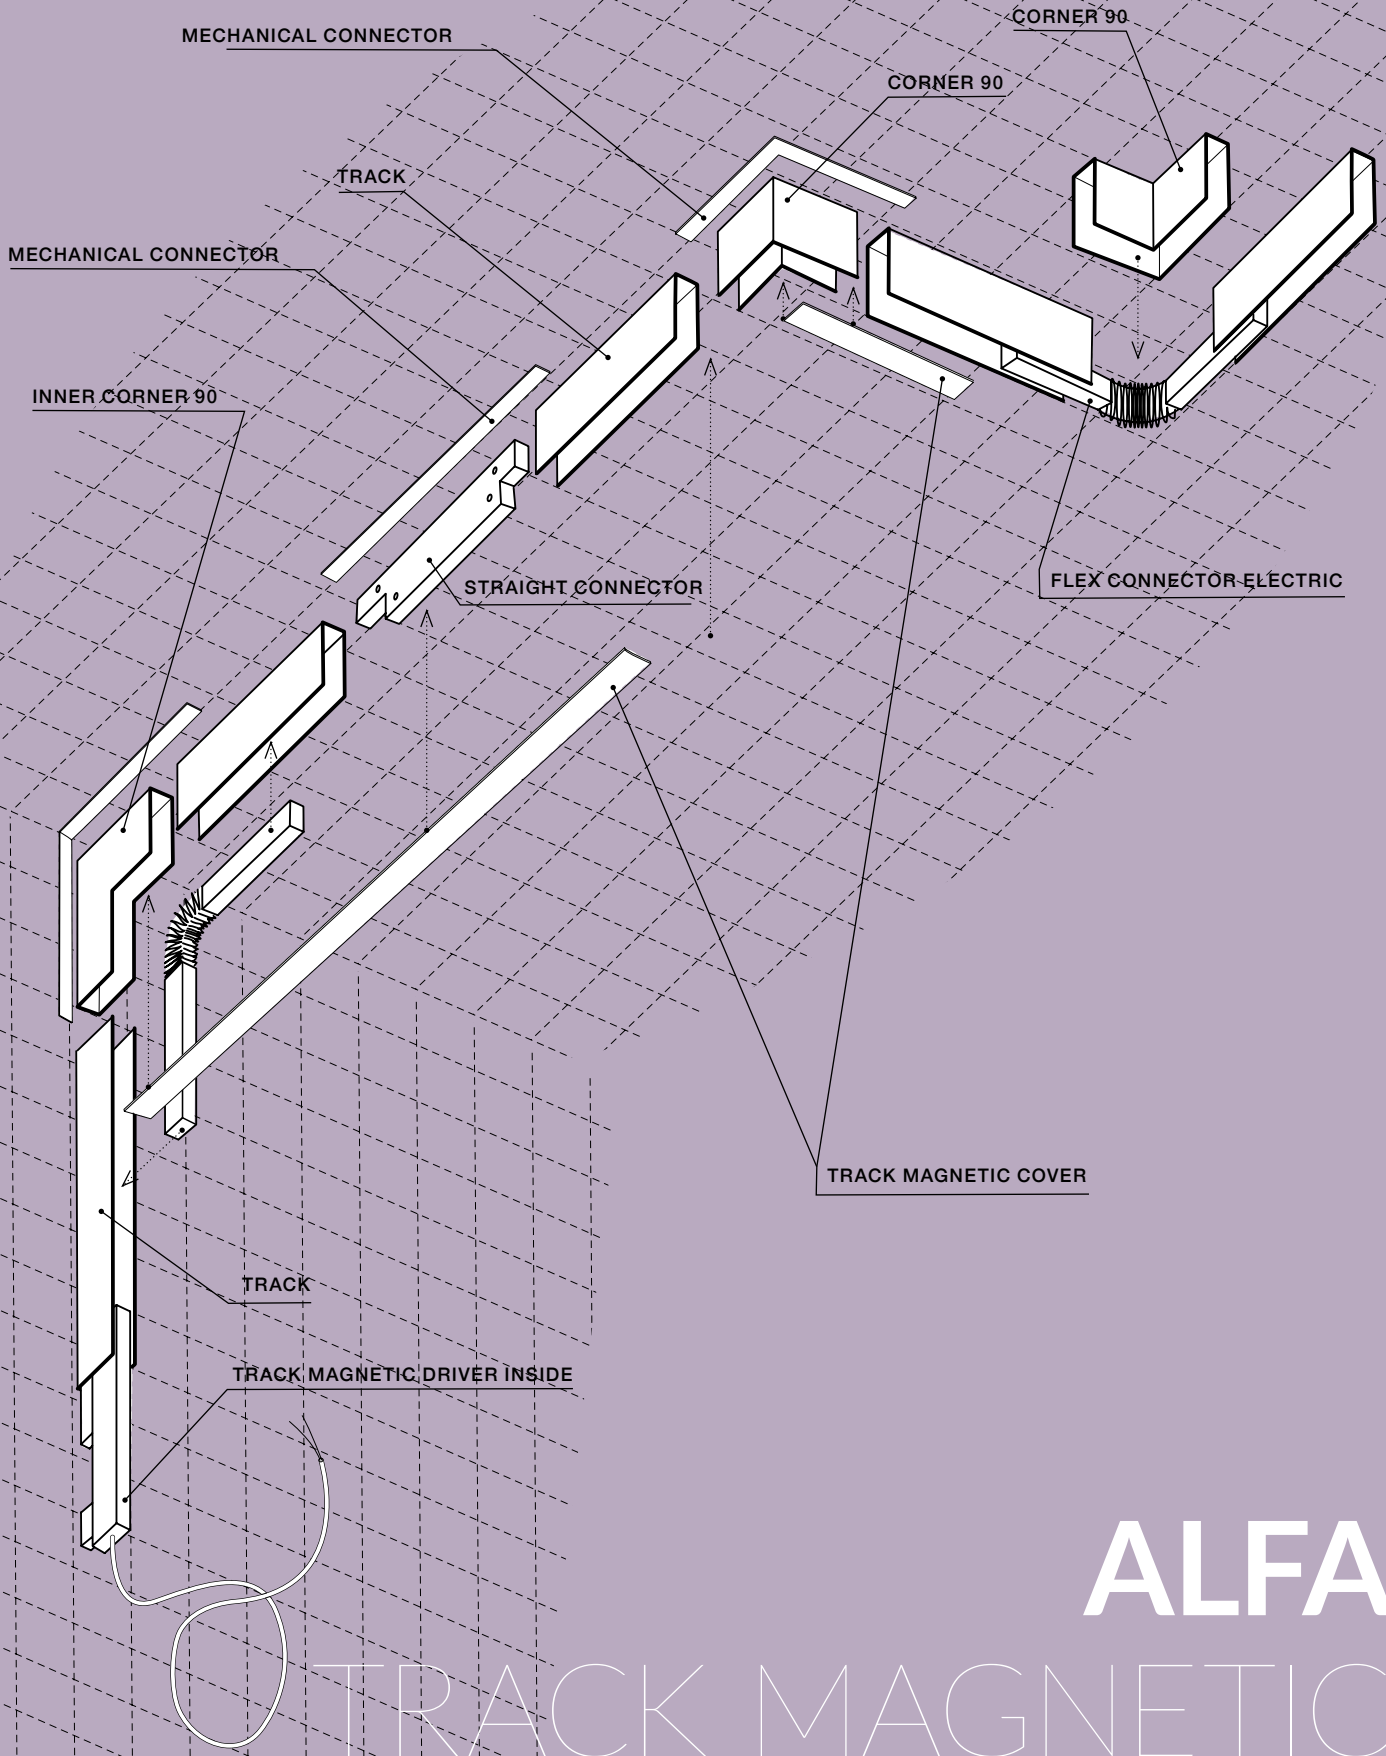 CORNER 90
MECHANICAL CONNECTOR
CORNER 90
TRACK
MECHANICAL CONNECTOR
INNER CORNER 90
STRAIGHT CONNECTOR
FLEX CONNECTOR ELECTRIC
TRACK MAGNETIC COVER
TRACK
TRACK MAGNETIC DRIVER INSIDE
ALFA
TRACK MAGNETIC